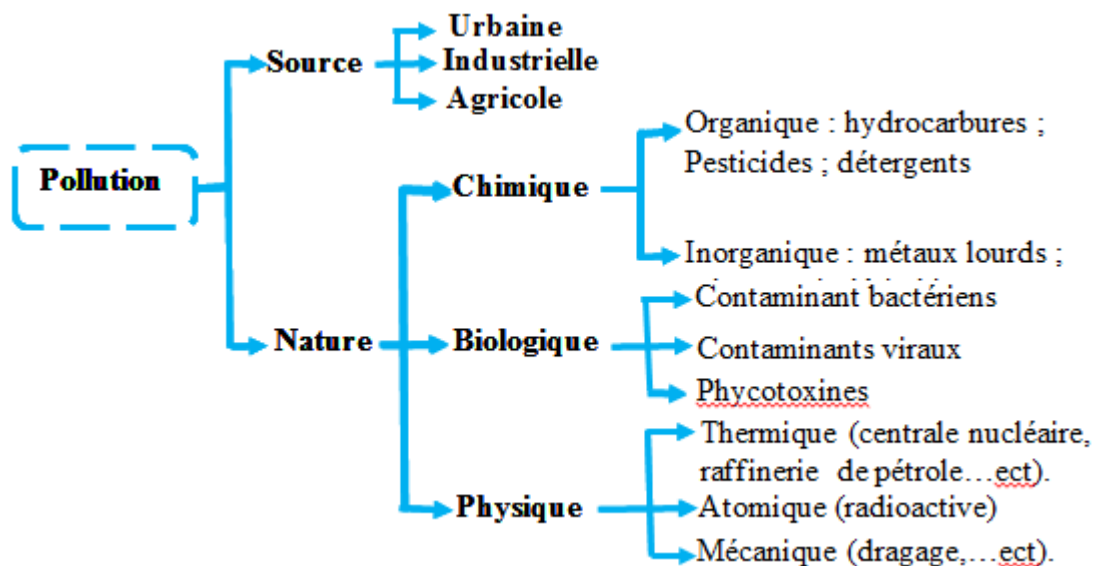 Urbaine
Source
Industrielle
Agricole
Organique : hydrocarbures ;
Pesticides ; détergents
Pollution
Chimique
Inorganique : métaux lourds ;
Contaminant bactériens
Nature
Biologique
Contaminants viraux
Phycotoxines
Thermique (centrale nucléaire,
raffinerie de pétrole…ect).
Physique
Atomique (radioactive)
Mécanique (dragage,…ect).